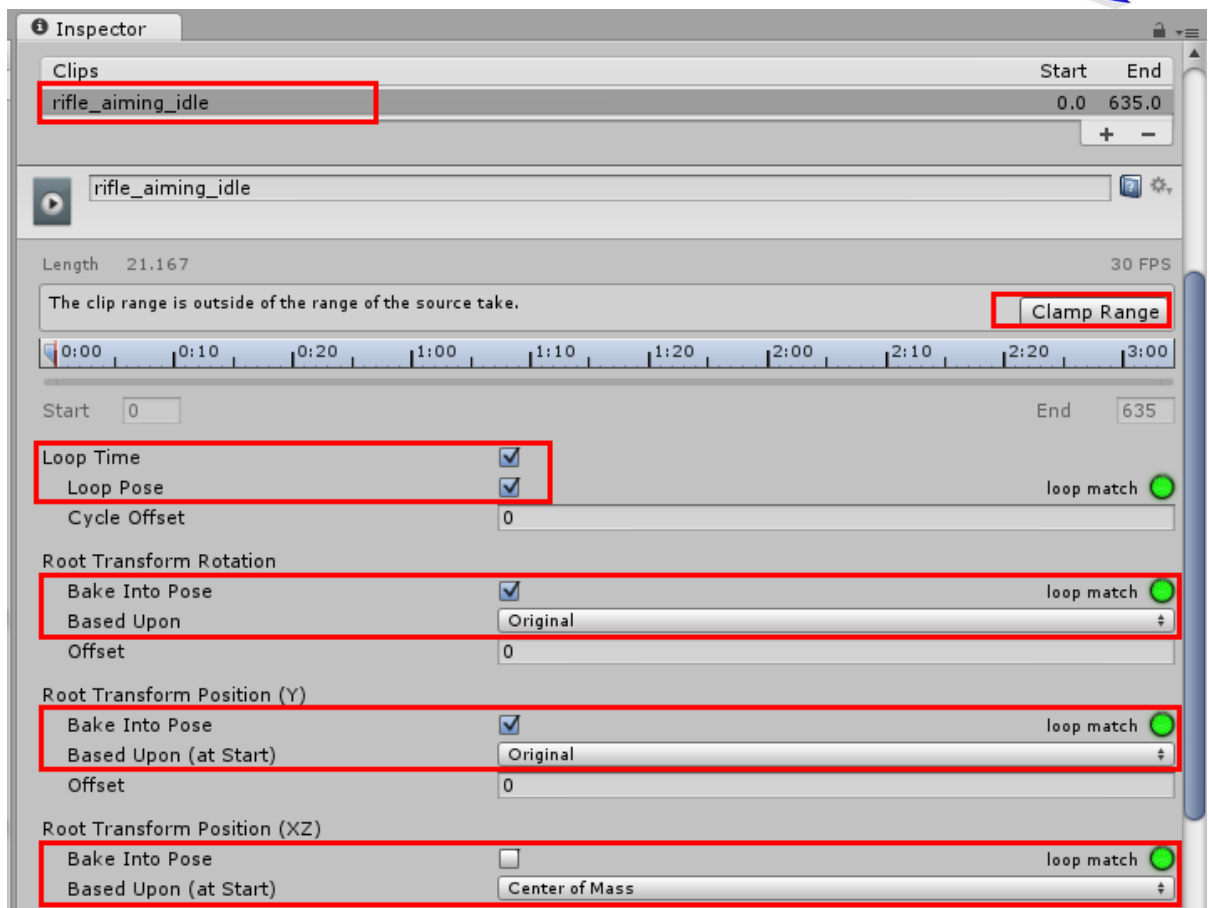 Inspector
Clips Start End
rifle_aiming_idle 0.0 635.0
+ −
rifle_aiming_idle
Length 21.167 30 FPS
The clip range is outside of the range of the source take. Clamp Range
0:00 0:10 0:20 1:00 1:10 1:20 2:00 2:10 2:20 3:00
Start 0 End 635
Loop Time
Loop Pose loop match
Cycle Offset 0
Root Transform Rotation
Bake Into Pose loop match
Based Upon Original
Offset 0
Root Transform Position (Y)
Bake Into Pose loop match
Based Upon (at Start) Original
Offset 0
Root Transform Position (XZ)
Bake Into Pose loop match
Based Upon (at Start) Center of Mass